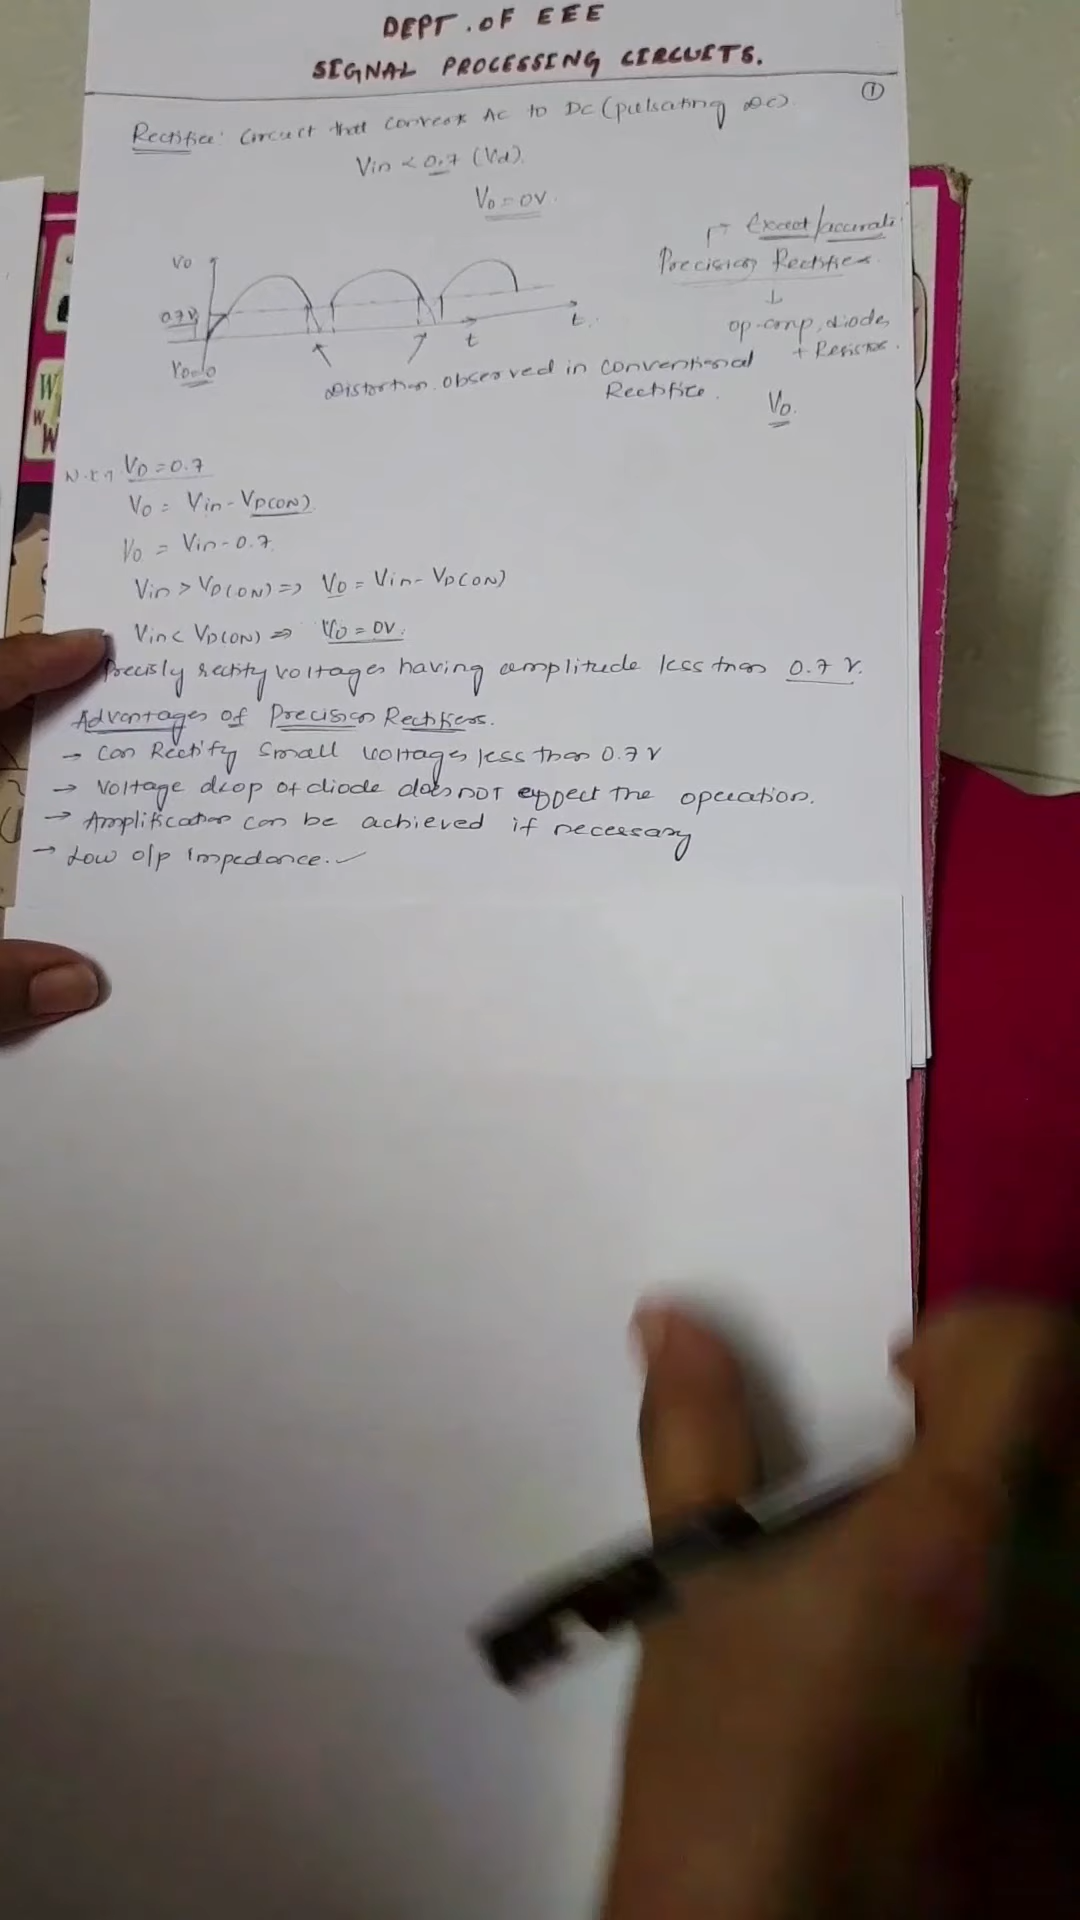 DEPT. OF EEE
SIGNAL PROCESSING CIRCUITS.
1
Rectifier: Circuit that converts AC to DC (pulsating DC).
Vin < 0.7 (Vd).
Vo = 0V.
Exact/accurate
Precision Rectifier
↓
op-amp, diodes
+ Resistor.
Vo
0.7V
Vo=0
t
t.
Distortion observed in conventional
Rectifier.
Vo.
W.K.T VD = 0.7
Vo = Vin - VD(ON)
Vo = Vin - 0.7
Vin > VD(ON) => Vo = Vin - VD(ON)
Vin < VD(ON) => Vo = 0V.
Precisly rectify voltages having amplitude less than 0.7 V.
Advantages of Precision Rectifiers.
→ Can Rectify Small voltages less than 0.7 V
→ Voltage drop of diode does not effect the operation.
→ Amplification can be achieved if necessary
→ Low o/p impedance. ✓
W
W
W